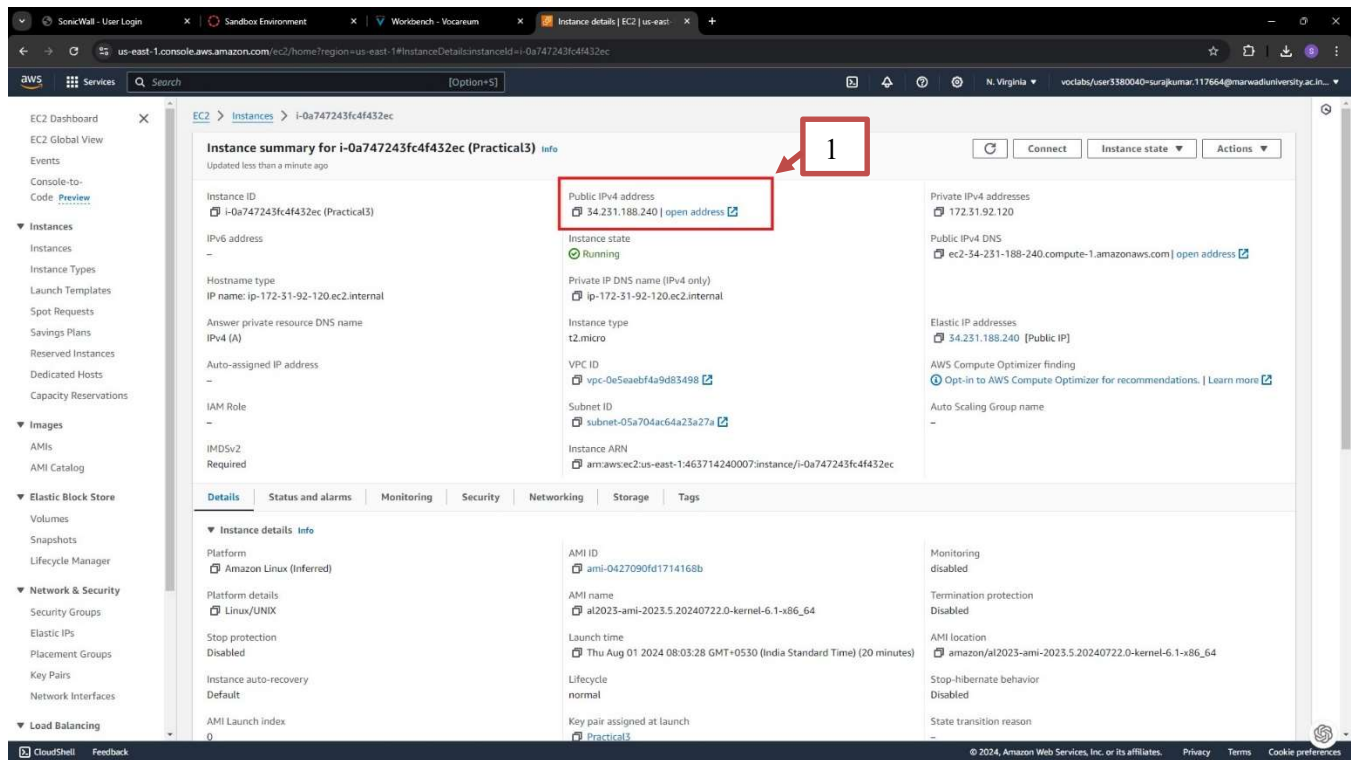 SonicWall - User Login
Sandbox Environment
Workbench - Vocareum
Instance details | EC2 | us-east-
us-east-1.console.aws.amazon.com/ec2/home?region=us-east-1#InstanceDetails:instanceId=i-0a747243fc4f432ec
aws Services Search [Option+S] N. Virginia voclabs/user3380040=surajkumar.117664@marwadiuniversity.ac.in...
EC2 Dashboard
EC2 Global View
Events
Console-to-
Code Preview
Instances
Instances
Instance Types
Launch Templates
Spot Requests
Savings Plans
Reserved Instances
Dedicated Hosts
Capacity Reservations
Images
AMIs
AMI Catalog
Elastic Block Store
Volumes
Snapshots
Lifecycle Manager
Network & Security
Security Groups
Elastic IPs
Placement Groups
Key Pairs
Network Interfaces
Load Balancing
EC2 > Instances > i-0a747243fc4f432ec
Instance summary for i-0a747243fc4f432ec (Practical3) Info
Updated less than a minute ago
1
Connect Instance state Actions
Instance ID
i-0a747243fc4f432ec (Practical3)
Public IPv4 address
34.231.188.240 | open address
Private IPv4 addresses
172.31.92.120
IPv6 address
–
Instance state
Running
Public IPv4 DNS
ec2-34-231-188-240.compute-1.amazonaws.com | open address
Hostname type
IP name: ip-172-31-92-120.ec2.internal
Private IP DNS name (IPv4 only)
ip-172-31-92-120.ec2.internal
Answer private resource DNS name
IPv4 (A)
Instance type
t2.micro
Elastic IP addresses
34.231.188.240 [Public IP]
Auto-assigned IP address
–
VPC ID
vpc-0e5eaebf4a9d83498
AWS Compute Optimizer finding
Opt-in to AWS Compute Optimizer for recommendations. | Learn more
IAM Role
–
Subnet ID
subnet-05a704ac64a23a27a
Auto Scaling Group name
–
IMDSv2
Required
Instance ARN
arn:aws:ec2:us-east-1:463714240007:instance/i-0a747243fc4f432ec
Details Status and alarms Monitoring Security Networking Storage Tags
Instance details Info
Platform
Amazon Linux (Inferred)
AMI ID
ami-0427090fd1714168b
Monitoring
disabled
Platform details
Linux/UNIX
AMI name
al2023-ami-2023.5.20240722.0-kernel-6.1-x86_64
Termination protection
Disabled
Stop protection
Disabled
Launch time
Thu Aug 01 2024 08:03:28 GMT+0530 (India Standard Time) (20 minutes)
AMI location
amazon/al2023-ami-2023.5.20240722.0-kernel-6.1-x86_64
Instance auto-recovery
Default
Lifecycle
normal
Stop-hibernate behavior
Disabled
AMI Launch index
0
Key pair assigned at launch
Practical3
State transition reason
–
CloudShell Feedback © 2024, Amazon Web Services, Inc. or its affiliates. Privacy Terms Cookie preferences